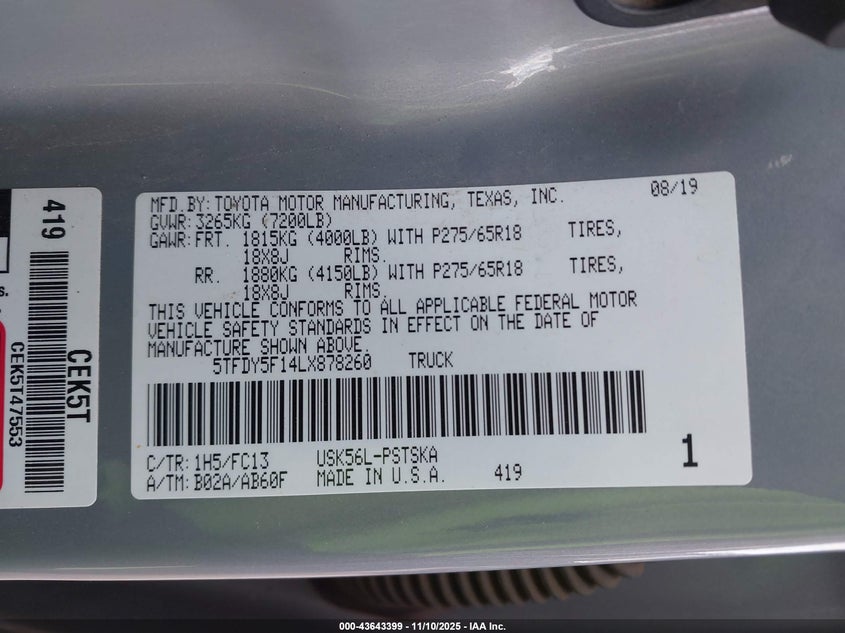 419
CEK5T
CEK5T47553
s.
MFD.BY: TOYOTA MOTOR MANUFACTURING, TEXAS, INC. 08/19
GVWR: 3265KG (7200LB)
GAWR: FRT. 1815KG (4000LB) WITH P275/65R18 TIRES,
18X8J RIMS.
RR. 1880KG (4150LB) WITH P275/65R18 TIRES,
18X8J RIMS.
THIS VEHICLE CONFORMS TO ALL APPLICABLE FEDERAL MOTOR
VEHICLE SAFETY STANDARDS IN EFFECT ON THE DATE OF
MANUFACTURE SHOWN ABOVE.
5TFDY5F14LX878260 TRUCK
C/TR: 1H5/FC13 USK56L-PSTSKA
A/TM: B02A/AB60F MADE IN U.S.A. 419
1
000-43643399 - 11/10/2025 - IAA Inc.